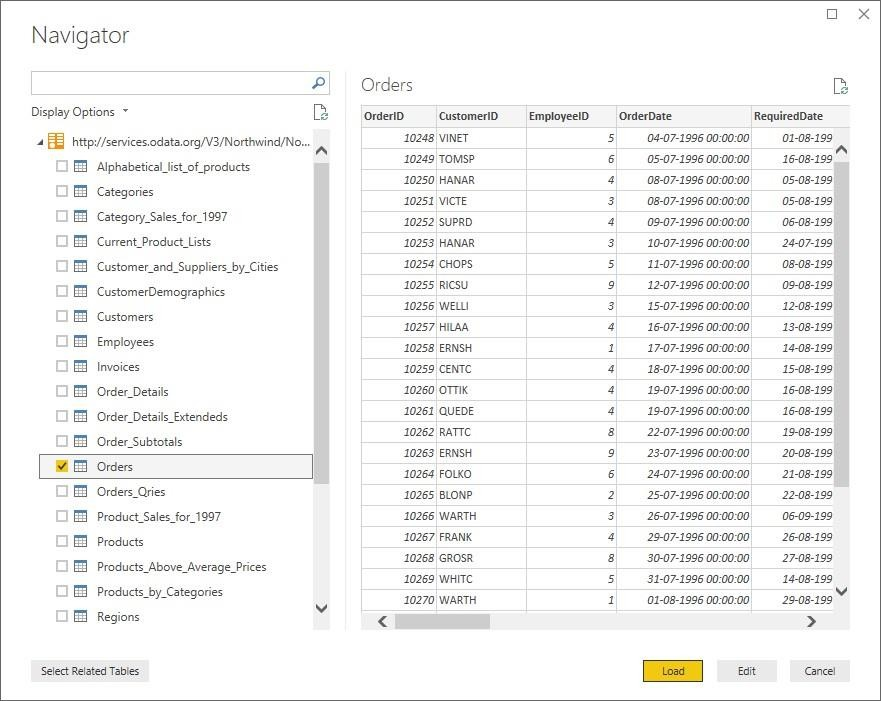 Navigator
Display Options
http://services.odata.org/V3/Northwind/No...
Alphabetical_list_of_products
Categories
Category_Sales_for_1997
Current_Product_Lists
Customer_and_Suppliers_by_Cities
CustomerDemographics
Customers
Employees
Invoices
Order_Details
Order_Details_Extendeds
Order_Subtotals
Orders
Orders_Qries
Product_Sales_for_1997
Products
Products_Above_Average_Prices
Products_by_Categories
Regions
Orders
OrderID CustomerID EmployeeID OrderDate RequiredDate
10248 VINET 5 04-07-1996 00:00:00 01-08-199
10249 TOMSP 6 05-07-1996 00:00:00 16-08-199
10250 HANAR 4 08-07-1996 00:00:00 05-08-199
10251 VICTE 3 08-07-1996 00:00:00 05-08-199
10252 SUPRD 4 09-07-1996 00:00:00 06-08-199
10253 HANAR 3 10-07-1996 00:00:00 24-07-199
10254 CHOPS 5 11-07-1996 00:00:00 08-08-199
10255 RICSU 9 12-07-1996 00:00:00 09-08-199
10256 WELLI 3 15-07-1996 00:00:00 12-08-199
10257 HILAA 4 16-07-1996 00:00:00 13-08-199
10258 ERNSH 1 17-07-1996 00:00:00 14-08-199
10259 CENTC 4 18-07-1996 00:00:00 15-08-199
10260 OTTIK 4 19-07-1996 00:00:00 16-08-199
10261 QUEDE 4 19-07-1996 00:00:00 16-08-199
10262 RATTC 8 22-07-1996 00:00:00 19-08-199
10263 ERNSH 9 23-07-1996 00:00:00 20-08-199
10264 FOLKO 6 24-07-1996 00:00:00 21-08-199
10265 BLONP 2 25-07-1996 00:00:00 22-08-199
10266 WARTH 3 26-07-1996 00:00:00 06-09-199
10267 FRANK 4 29-07-1996 00:00:00 26-08-199
10268 GROSR 8 30-07-1996 00:00:00 27-08-199
10269 WHITC 5 31-07-1996 00:00:00 14-08-199
10270 WARTH 1 01-08-1996 00:00:00 29-08-199
Select Related Tables
Load
Edit
Cancel